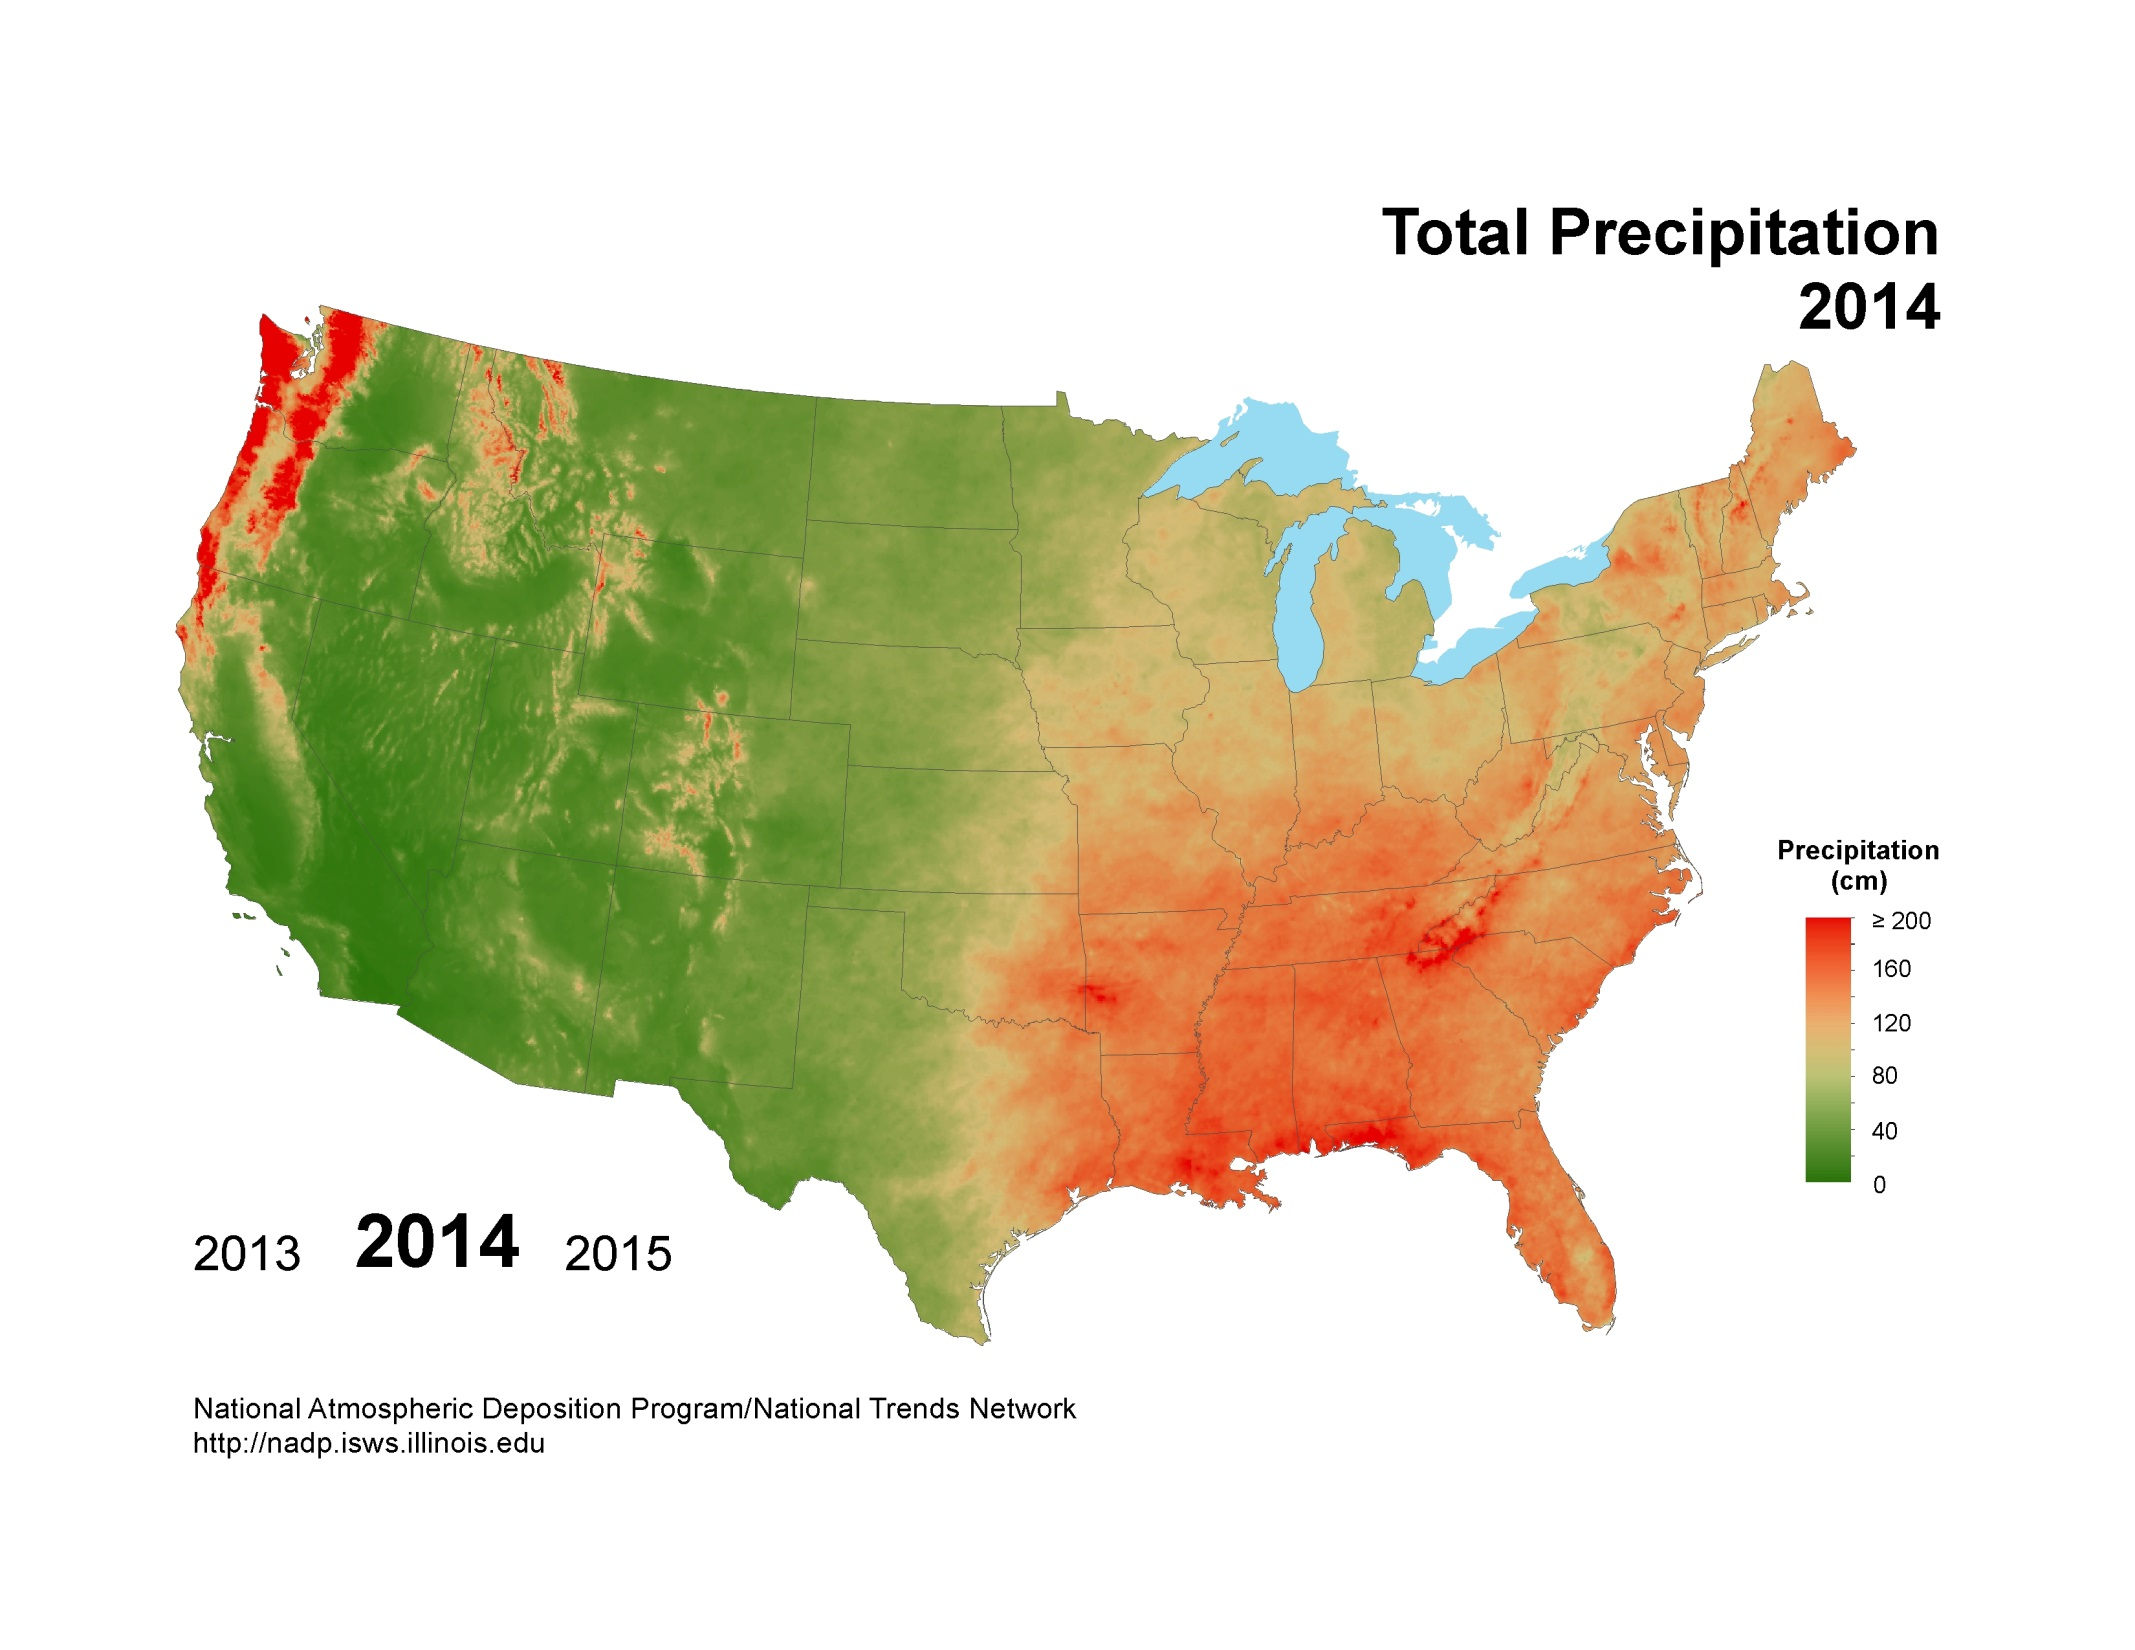 Total Precipitation
2014
Precipitation
(cm)
≥ 200
160
120
80
40
0
2013 2014 2015
National Atmospheric Deposition Program/National Trends Network
http://nadp.isws.illinois.edu